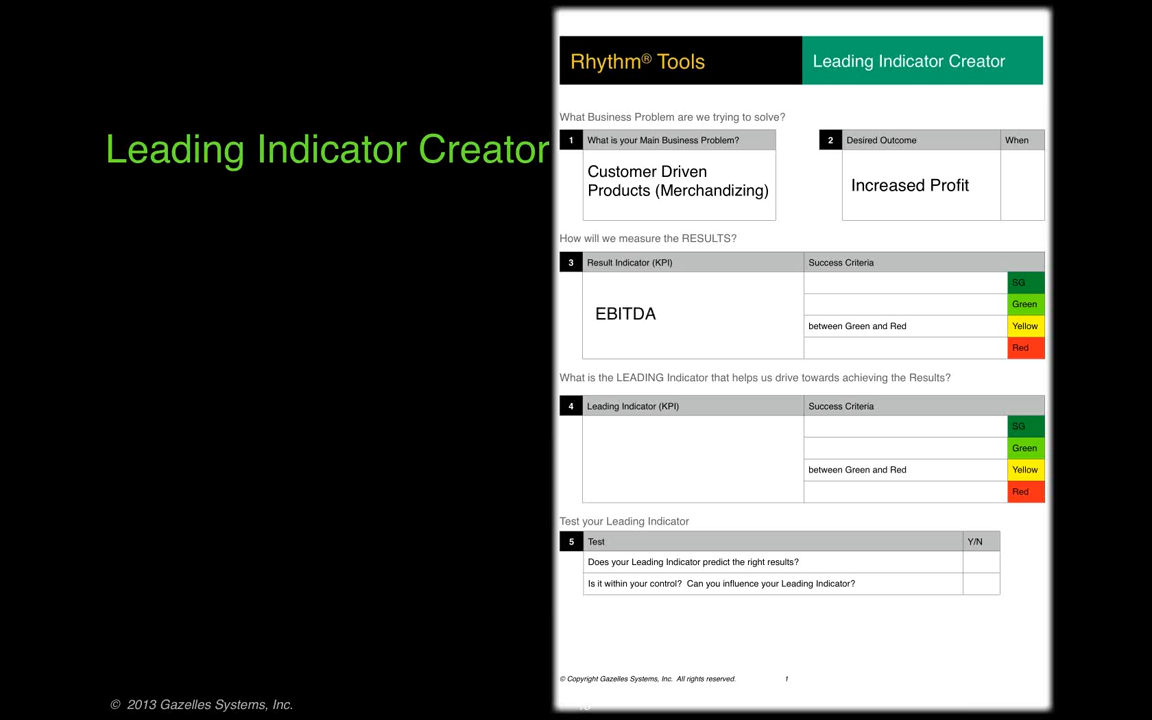 Leading Indicator Creator
Rhythm® Tools
Leading Indicator Creator
What Business Problem are we trying to solve?
1 What is your Main Business Problem?
Customer Driven
Products (Merchandizing)
2 Desired Outcome When
Increased Profit
How will we measure the RESULTS?
3 Result Indicator (KPI) Success Criteria
EBITDA
SG
Green
between Green and Red Yellow
Red
What is the LEADING Indicator that helps us drive towards achieving the Results?
4 Leading Indicator (KPI) Success Criteria
SG
Green
between Green and Red Yellow
Red
Test your Leading Indicator
5 Test Y/N
Does your Leading Indicator predict the right results?
Is it within your control? Can you influence your Leading Indicator?
© Copyright Gazelles Systems, Inc. All rights reserved. 1
© 2013 Gazelles Systems, Inc.